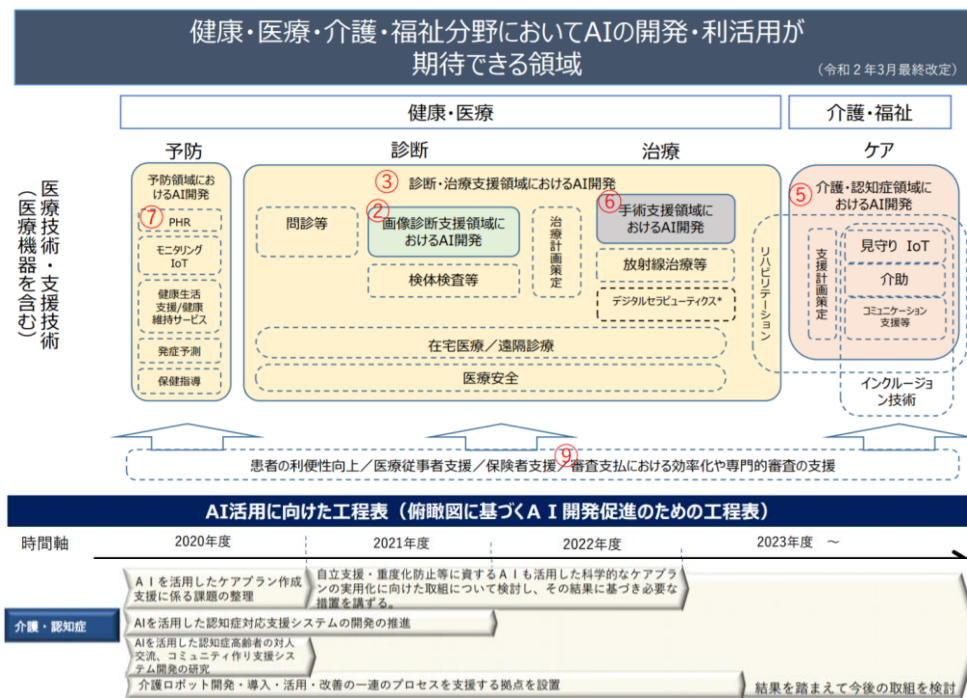 健康・医療・介護・福祉分野においてAIの開発・利活用が
期待できる領域
（令和２年3月最終改定）
健康・医療
介護・福祉
予防
診断
治療
ケア
医療技術・支援技術
（医療機器を含む）
予防領域にお
けるAI開発
⑦
PHR
モニタリング
IoT
健康生活
支援/健康
維持サービス
発症予測
保健指導
③
診断・治療支援領域におけるAI開発
問診等
②
画像診断支援領域
におけるAI開発
検体検査等
治療計画策定
⑥
手術支援領域に
おけるAI開発
放射線治療等
デジタルセラピューティクス*
在宅医療／遠隔診療
医療安全
リハビリテーション
⑤
介護・認知症領域に
おけるAI開発
支援計画策定
見守り IoT
介助
コミュニケーション
支援等
インクルージョ
ン技術
⑨
患者の利便性向上／医療従事者支援／保険者支援／審査支払における効率化や専門的審査の支援
AI活用に向けた工程表（俯瞰図に基づくＡＩ開発促進のための工程表）
時間軸
2020年度
2021年度
2022年度
2023年度　～
介護・認知症
ＡＩを活用したケアプラン作成
支援に係る課題の整理
自立支援・重度化防止等に資するＡＩも活用した科学的なケアプラ
ンの実用化に向けた取組について検討し、その結果に基づき必要な
措置を講ずる。
AIを活用した認知症対応支援システムの開発の推進
AIを活用した認知症高齢者の対人
交流、コミュニティ作り支援シス
テム開発の研究
介護ロボット開発・導入・活用・改善の一連のプロセスを支援する拠点を設置
結果を踏まえて今後の取組を検討